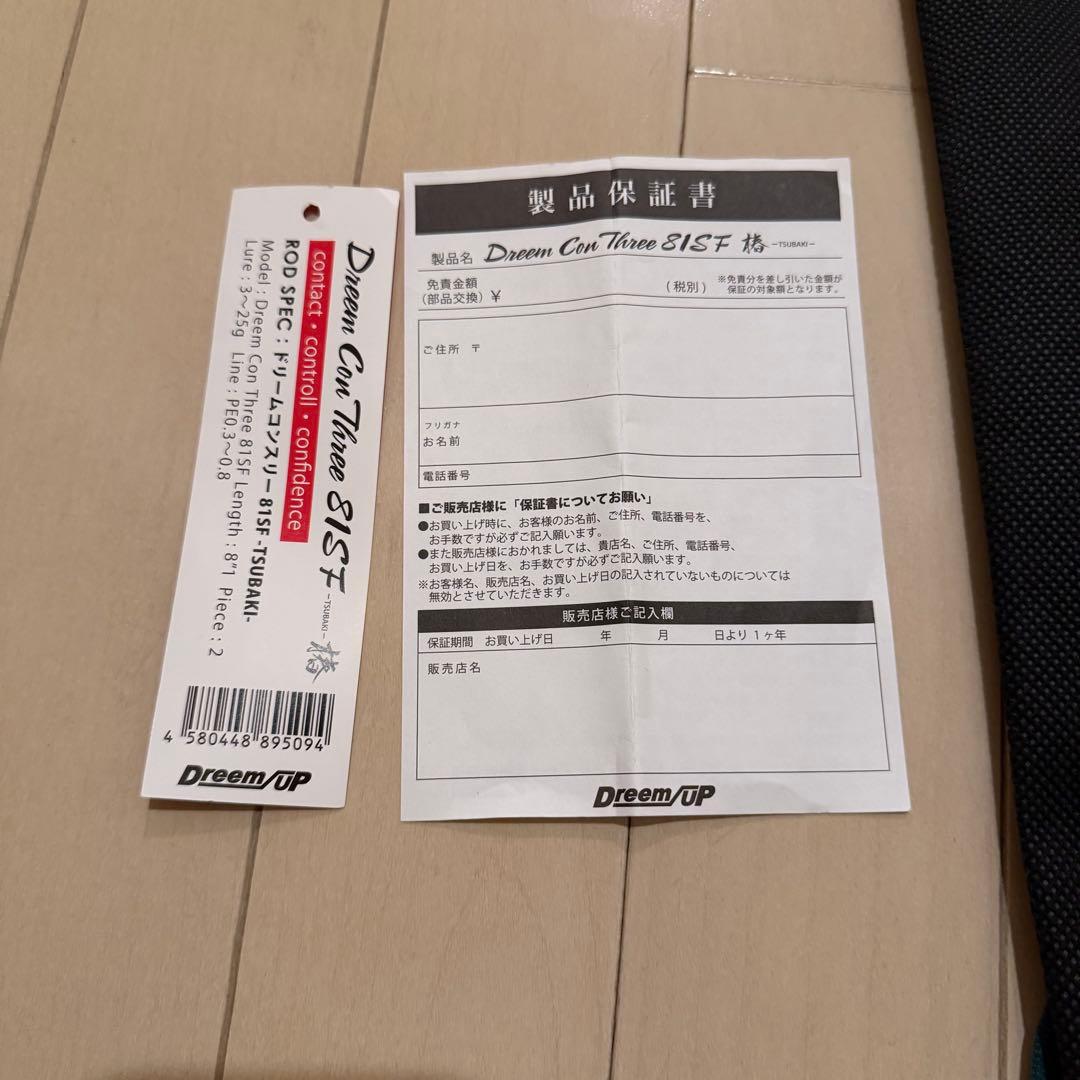 Dreem Con Three 81SF -TSUBAKI- 椿
contact・controll・confidence
ROD SPEC：ドリームコンスリー 81SF -TSUBAKI-
Model : Dreem Con Three 81SF Length : 8"1 Piece : 2
Lure : 3〜25g Line : PE0.3〜0.8
4 580448 895094
Dreem/UP
製品保証書
製品名 Dreem Con Three 81SF 椿 -TSUBAKI-
免責金額
（部品交換）¥ （税別） ※免責分を差し引いた金額が
保証の対象額となります。
ご住所 〒
フリガナ
お名前
電話番号
■ご販売店様に「保証書についてお願い」
●お買い上げ時に、お客様のお名前、ご住所、電話番号を、
お手数ですが必ずご記入願います。
●また販売店様におかれましては、貴店名、ご住所、電話番号、
お買い上げ日を、お手数ですが必ずご記入願います。
※お客様名、販売店名、お買い上げ日の記入されていないものについては
無効とさせていただきます。
販売店様ご記入欄
保証期間 お買い上げ日 年 月 日より 1ヶ年
販売店名
Dreem/UP